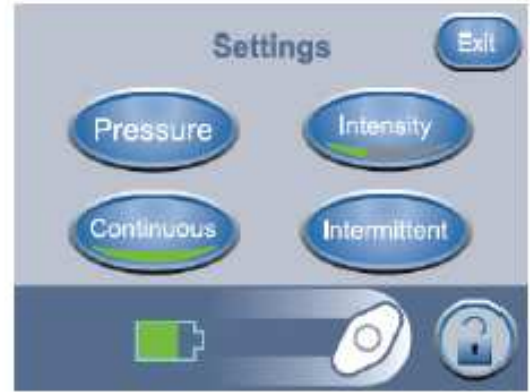 Settings
Exit
Pressure
Intensity
Continuous
Intermittent